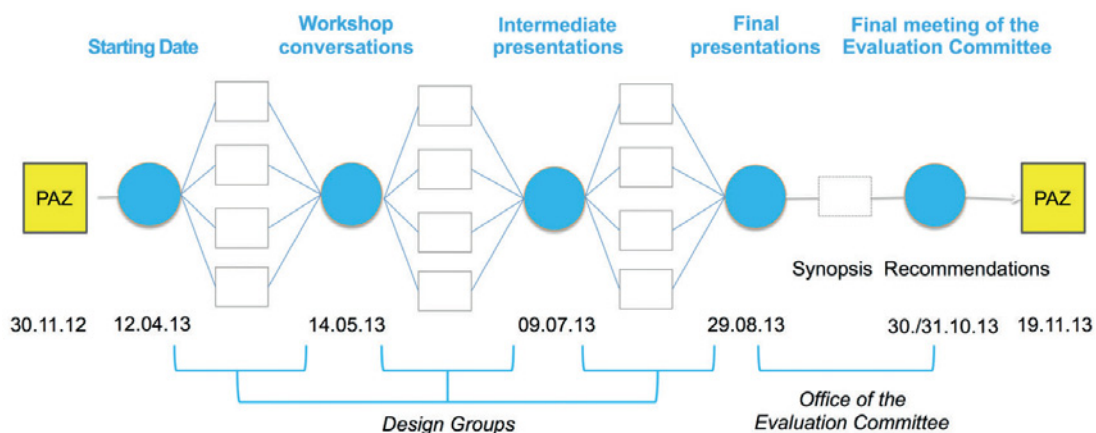 Starting Date
Workshop
conversations
Intermediate
presentations
Final
presentations
Final meeting of the
Evaluation Committee
PAZ
PAZ
Synopsis
Recommendations
30.11.12
12.04.13
14.05.13
09.07.13
29.08.13
30./31.10.13
19.11.13
Design Groups
Office of the
Evaluation Committee